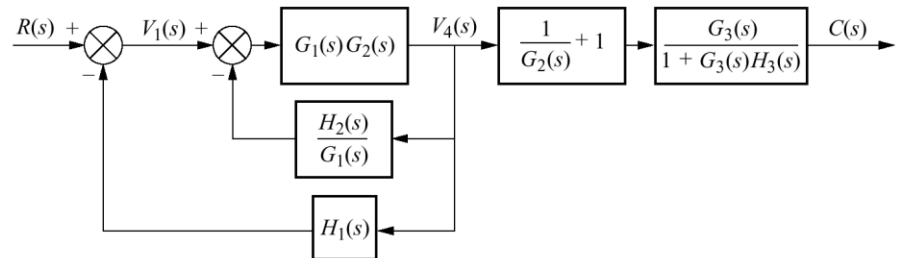 R(s) + V₁(s) + G₁(s)G₂(s) V₄(s) 1/G₂(s) + 1 G₃(s)/(1 + G₃(s)H₃(s)) C(s)
− −
H₂(s)/G₁(s)
H₁(s)